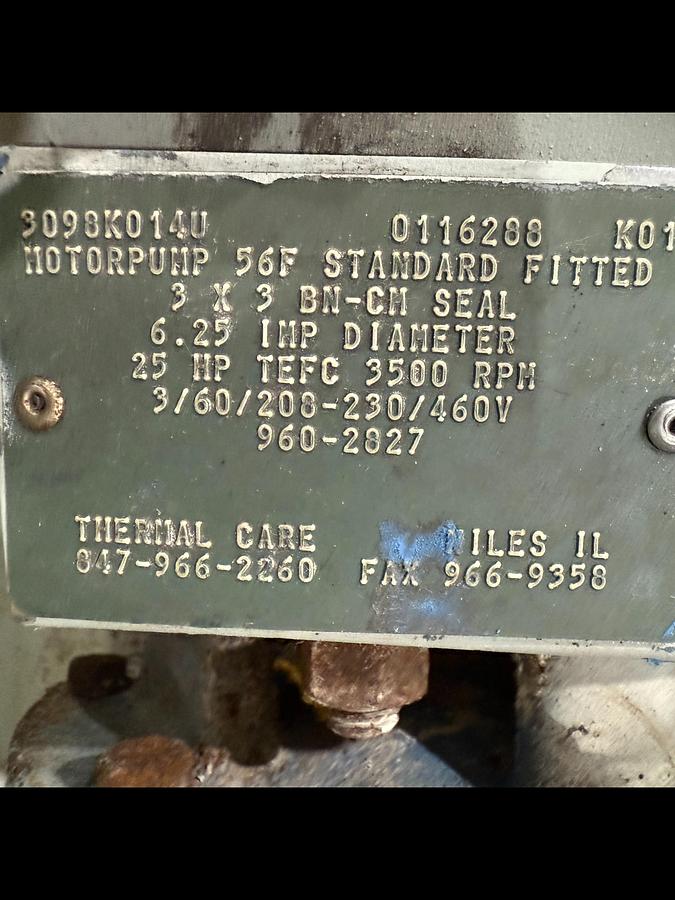 3098K014U 0116288 K01
MOTORPUMP 56F STANDARD FITTED
3 X 3 BN-CM SEAL
6.25 IMP DIAMETER
25 HP TEFC 3500 RPM
3/60/208-230/460V
960-2827
THERMAL CARE NILES IL
847-966-2260 FAX 966-9358